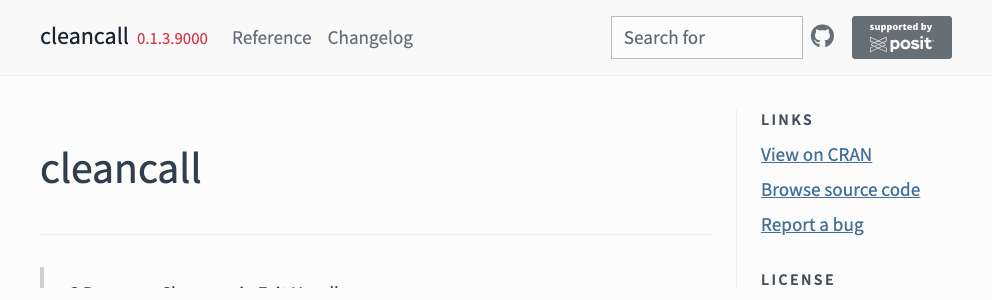 cleancall 0.1.3.9000 Reference Changelog Search for supported by posit
cleancall
LINKS
View on CRAN
Browse source code
Report a bug
LICENSE